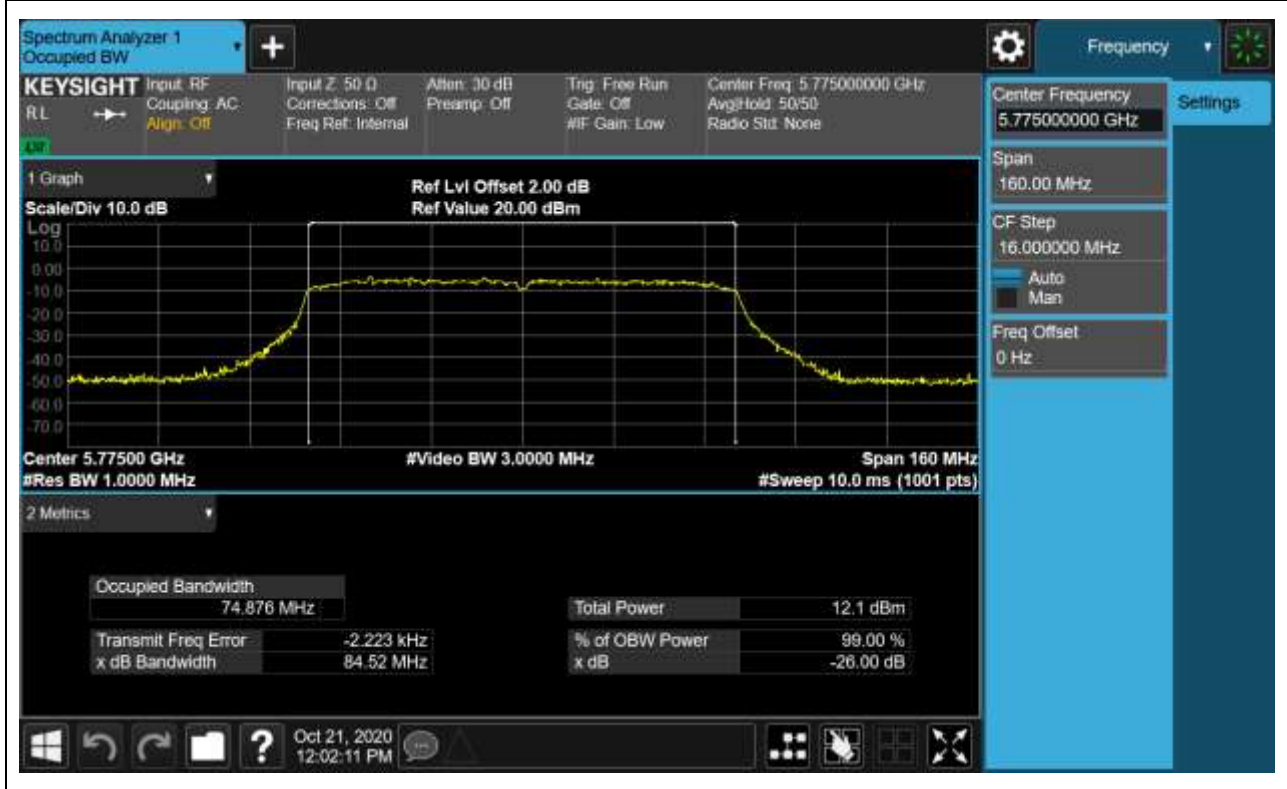 Spectrum Analyzer 1
Occupied BW
Frequency
KEYSIGHT
RL
Input: RF
Coupling: AC
Align: Off
Input Z: 50 Ω
Corrections: Off
Freq Ref: Internal
Atten: 30 dB
Preamp: Off
Trig: Free Run
Gate: Off
#IF Gain: Low
Center Freq: 5.775000000 GHz
Avg|Hold: 50/50
Radio Std: None
Center Frequency
5.775000000 GHz
Settings
Span
160.00 MHz
CF Step
16.000000 MHz
Auto
Man
Freq Offset
0 Hz
1 Graph
Scale/Div 10.0 dB
Ref Lvl Offset 2.00 dB
Ref Value 20.00 dBm
Log
10.0
0.00
-10.0
-20.0
-30.0
-40.0
-50.0
-60.0
-70.0
Center 5.77500 GHz
#Video BW 3.0000 MHz
Span 160 MHz
#Res BW 1.0000 MHz
#Sweep 10.0 ms (1001 pts)
2 Metrics
Occupied Bandwidth
74.876 MHz
Total Power 12.1 dBm
Transmit Freq Error -2.223 kHz
% of OBW Power 99.00 %
x dB Bandwidth 84.52 MHz
x dB -26.00 dB
?
Oct 21, 2020
12:02:11 PM